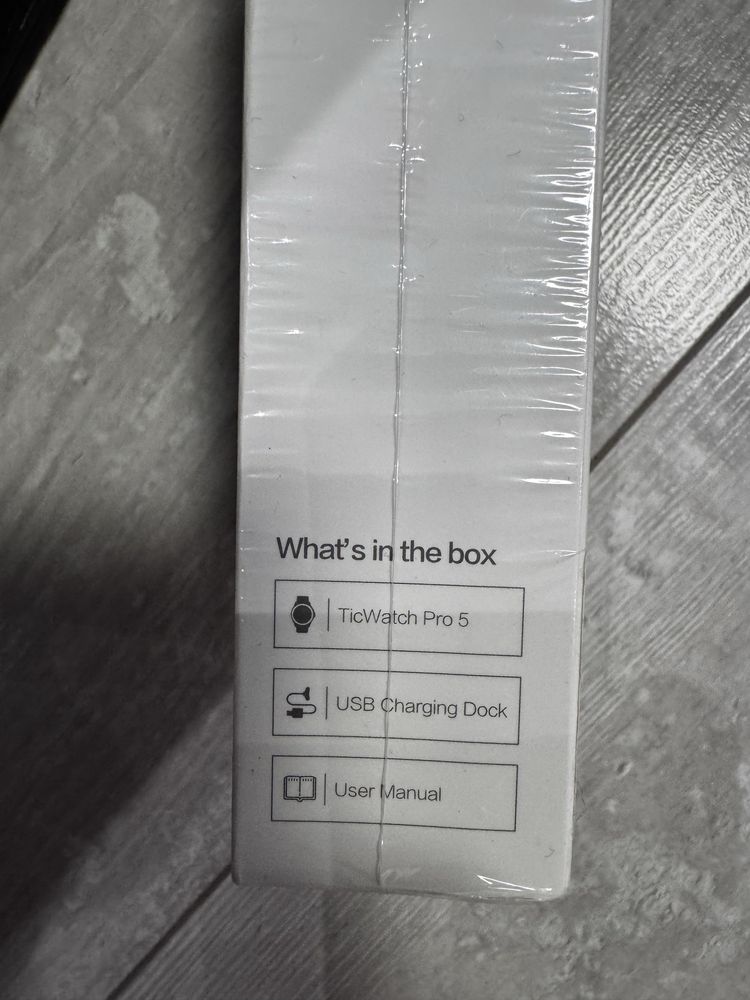 What's in the box
TicWatch Pro 5
USB Charging Dock
User Manual